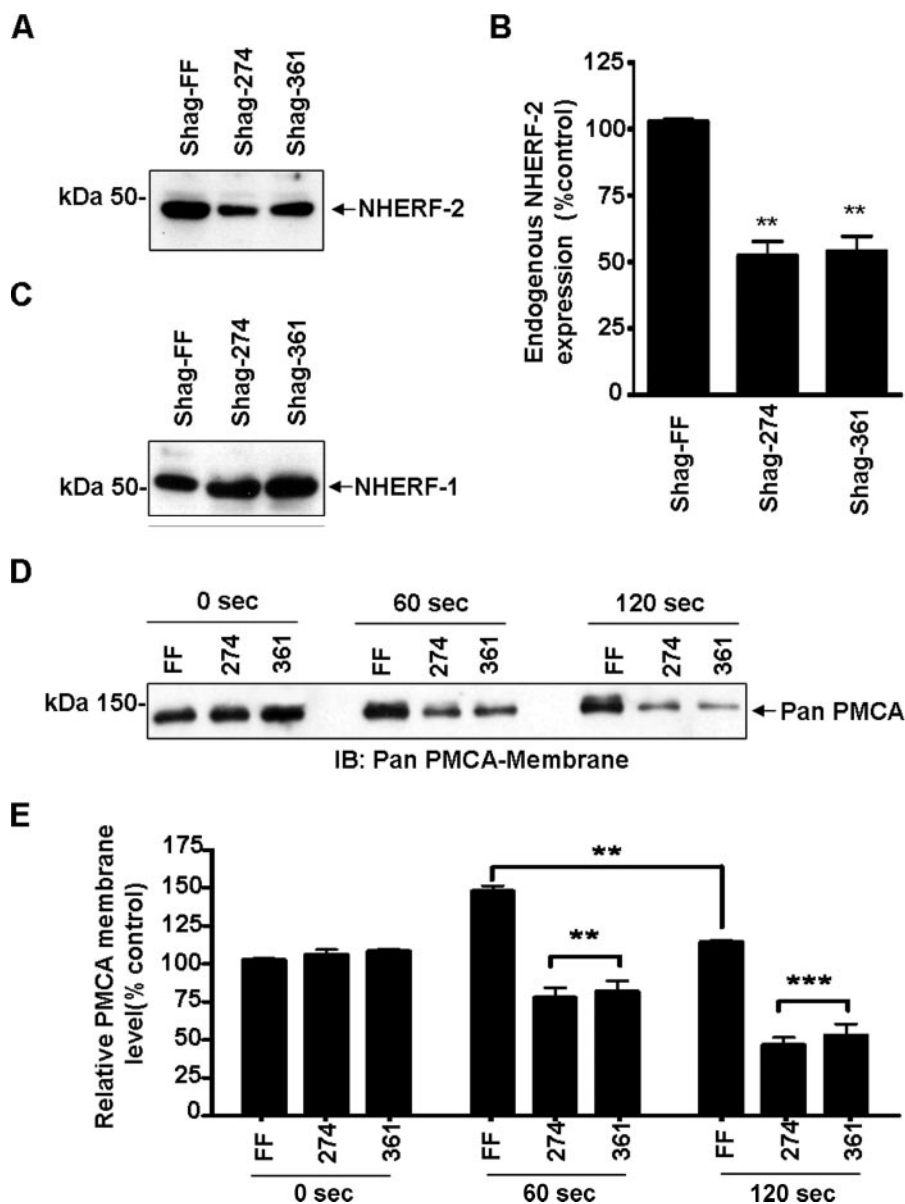 A
Shag-FF
Shag-274
Shag-361
kDa 50-
←NHERF-2
B
Endogenous NHERF-2
expression (%control)
125
100
75
50
25
0
**
**
Shag-FF
Shag-274
Shag-361
C
Shag-FF
Shag-274
Shag-361
kDa 50-
←NHERF-1
D
0 sec
60 sec
120 sec
FF
274
361
FF
274
361
FF
274
361
kDa 150-
← Pan PMCA
IB: Pan PMCA-Membrane
E
Relative PMCA membrane
level(% control)
175
150
125
100
75
50
25
0
**
**
***
FF
274
361
FF
274
361
FF
274
361
0 sec
60 sec
120 sec